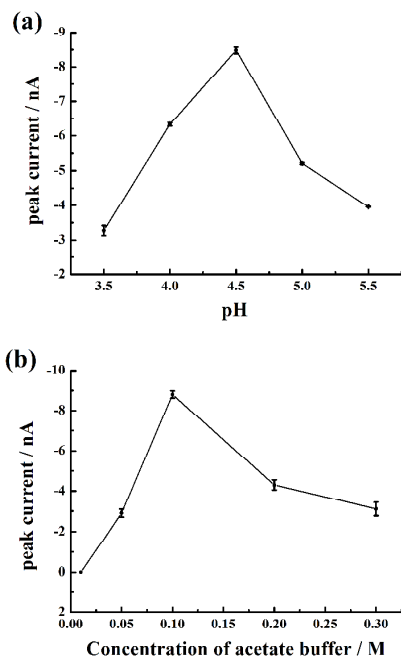 (a)
peak current / nA
-9
-8
-7
-6
-5
-4
-3
-2
3.5 4.0 4.5 5.0 5.5
pH
(b)
peak current / nA
-10
-8
-6
-4
-2
0
2
0.00 0.05 0.10 0.15 0.20 0.25 0.30
Concentration of acetate buffer / M